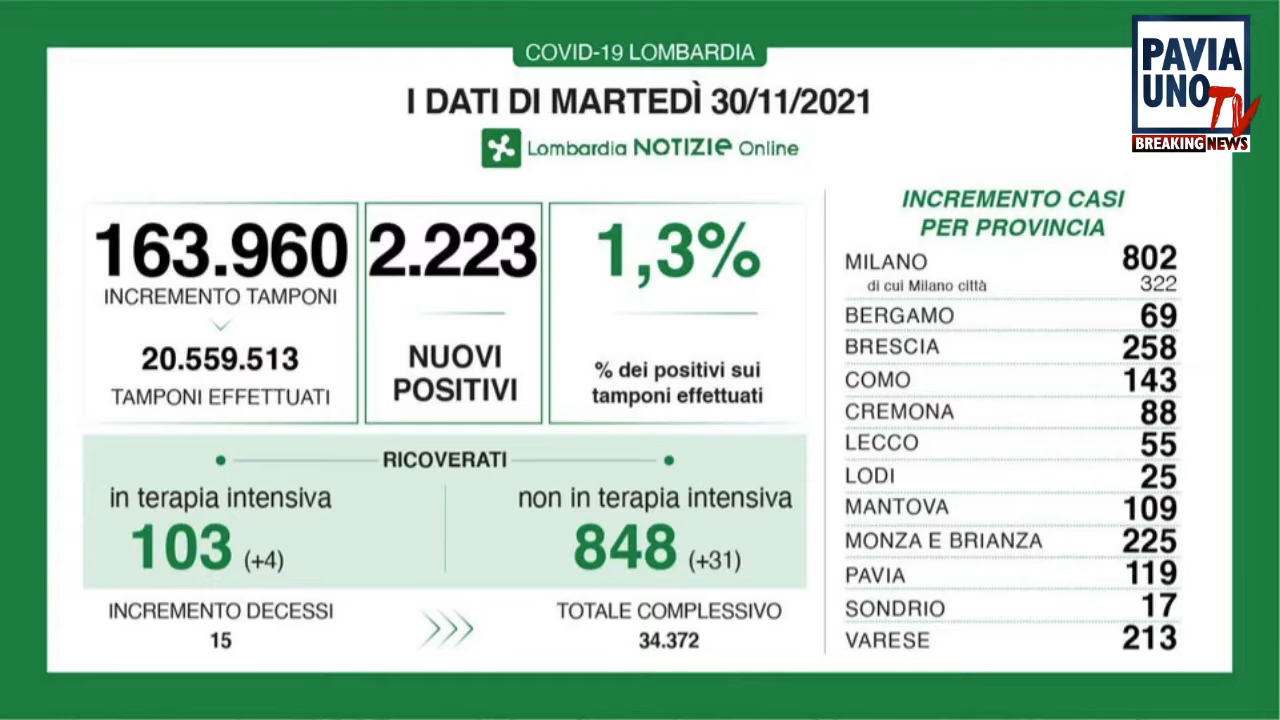 COVID-19 LOMBARDIA
I DATI DI MARTEDÌ 30/11/2021
Lombardia NOTIZIE Online
PAVIA
UNO TV
BREAKING NEWS
163.960
INCREMENTO TAMPONI
20.559.513
TAMPONI EFFETTUATI
2.223
NUOVI
POSITIVI
1,3%
% dei positivi sui
tamponi effettuati
RICOVERATI
in terapia intensiva
103 (+4)
non in terapia intensiva
848 (+31)
INCREMENTO DECESSI
15
TOTALE COMPLESSIVO
34.372
INCREMENTO CASI
PER PROVINCIA
MILANO 802
di cui Milano città 322
BERGAMO 69
BRESCIA 258
COMO 143
CREMONA 88
LECCO 55
LODI 25
MANTOVA 109
MONZA E BRIANZA 225
PAVIA 119
SONDRIO 17
VARESE 213